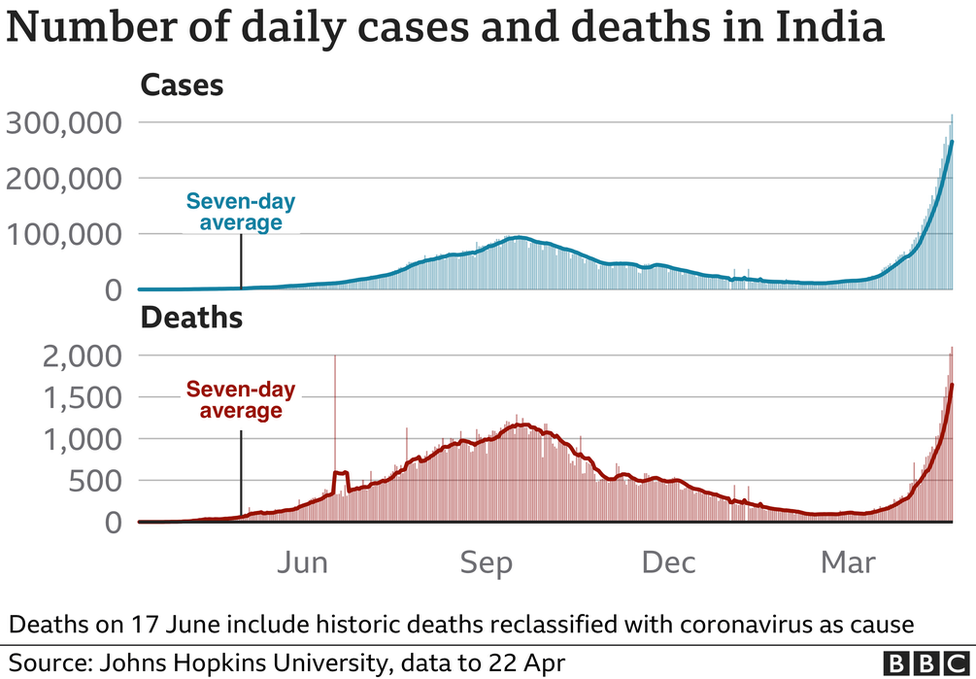 Number of daily cases and deaths in India
Cases
300,000
200,000
Seven-day
average
100,000
0
Deaths
2,000
1,500
Seven-day
average
1,000
500
0
Jun Sep Dec Mar
Deaths on 17 June include historic deaths reclassified with coronavirus as cause
Source: Johns Hopkins University, data to 22 Apr
BBC